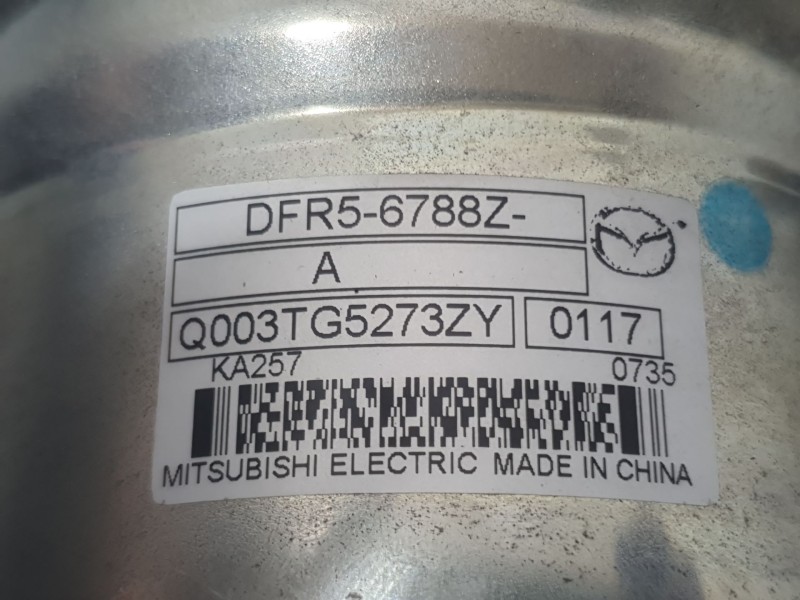 DFR5-6788Z-
A
Q003TG5273ZY 0117
KA257 0735
MITSUBISHI ELECTRIC MADE IN CHINA